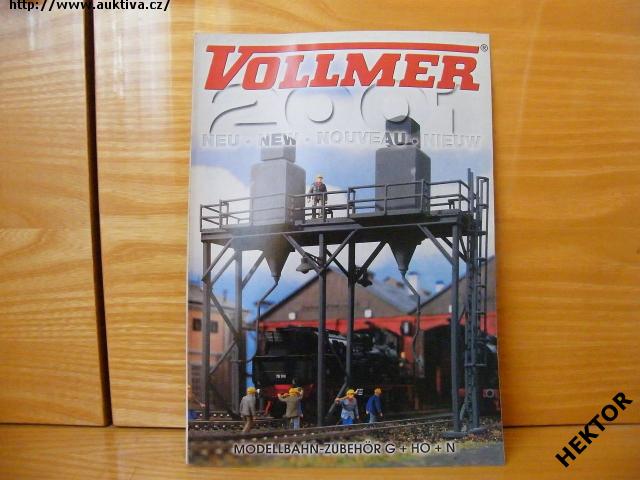 http://www.auktiva.cz/
VOLLMER®
2001
NEU · NEW · NOUVEAU · NIEUW
MODELLBAHN-ZUBEHÖR G + HO + N
HEKTOR